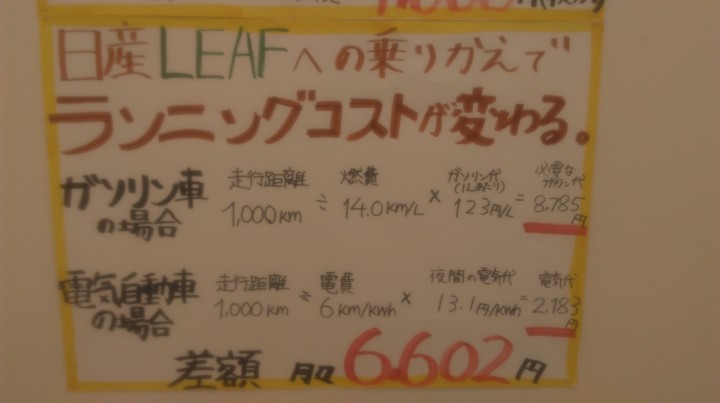 日産LEAFへの乗りかえで
ランニングコストが変わる。
ガソリン車の場合
走行距離 1,000km ÷ 燃費 14.0km/L × ガソリン代(1Lあたり) 123円/L = 必要なガソリン代 8,785円
電気自動車の場合
走行距離 1,000km ÷ 電費 6km/kWh × 夜間の電気代 13.1円/kWh = 電気代 2,183円
差額 月々 6,602円